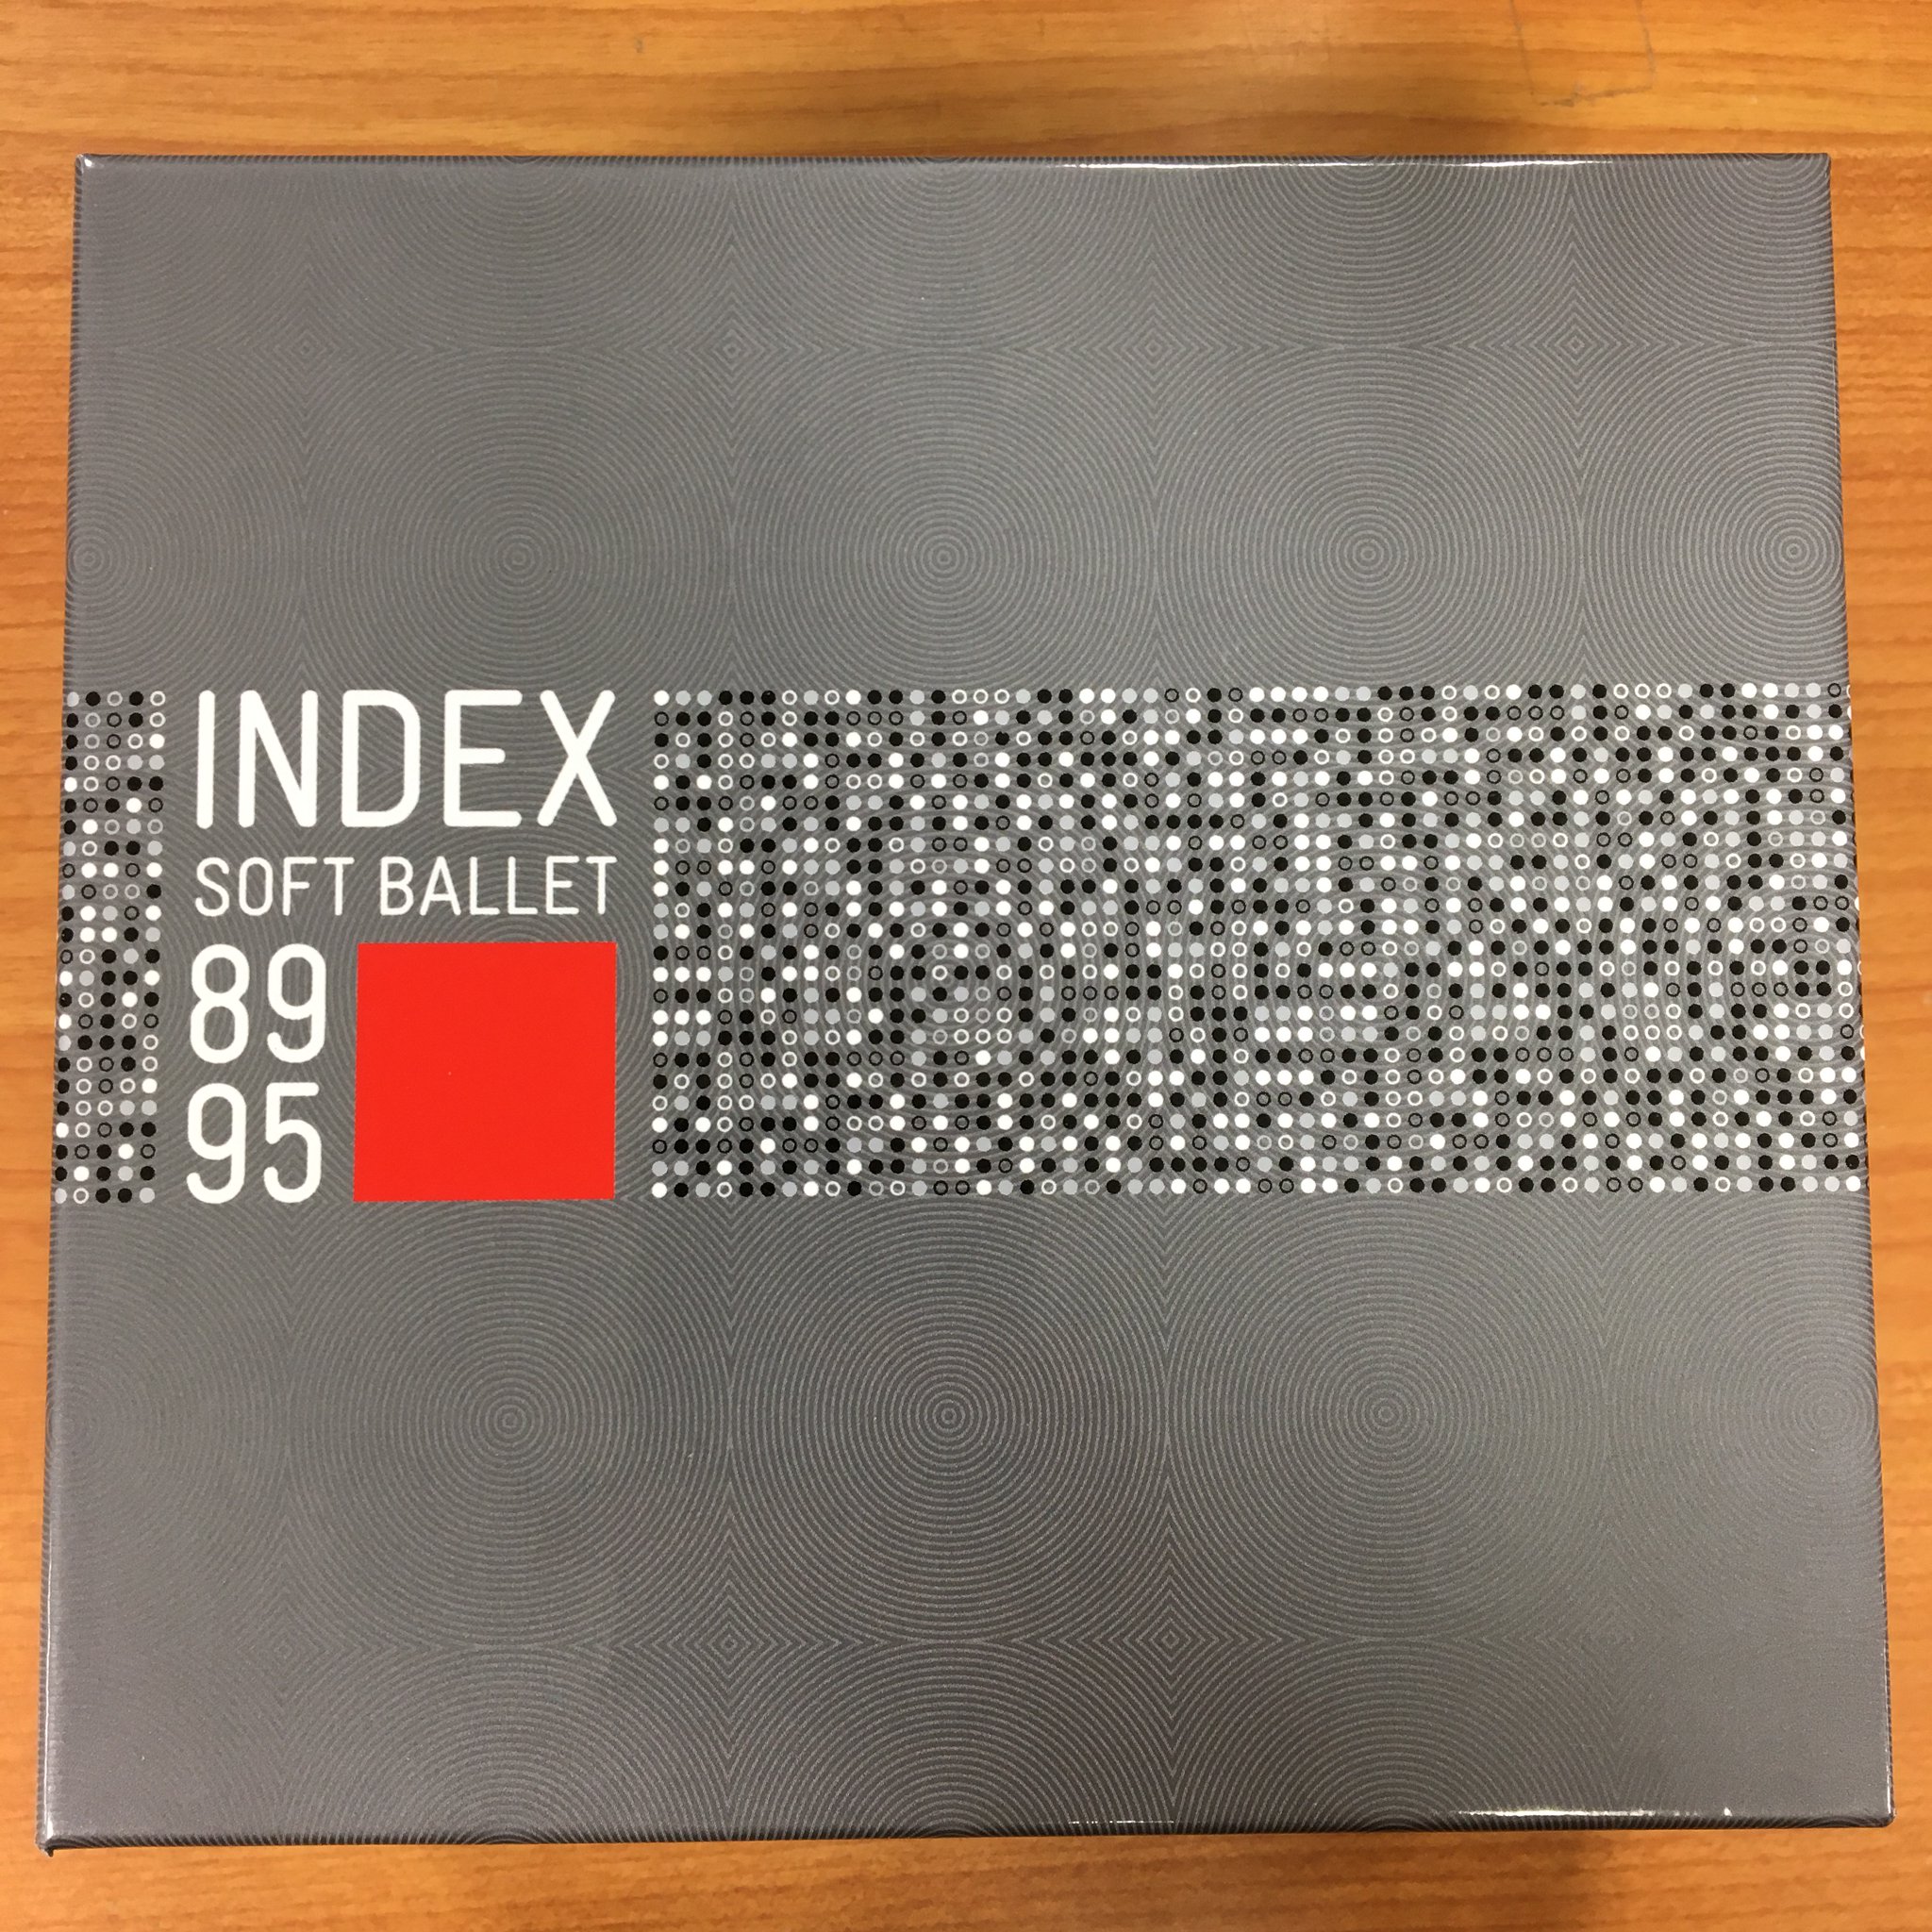 INDEX
SOFT BALLET
89
95